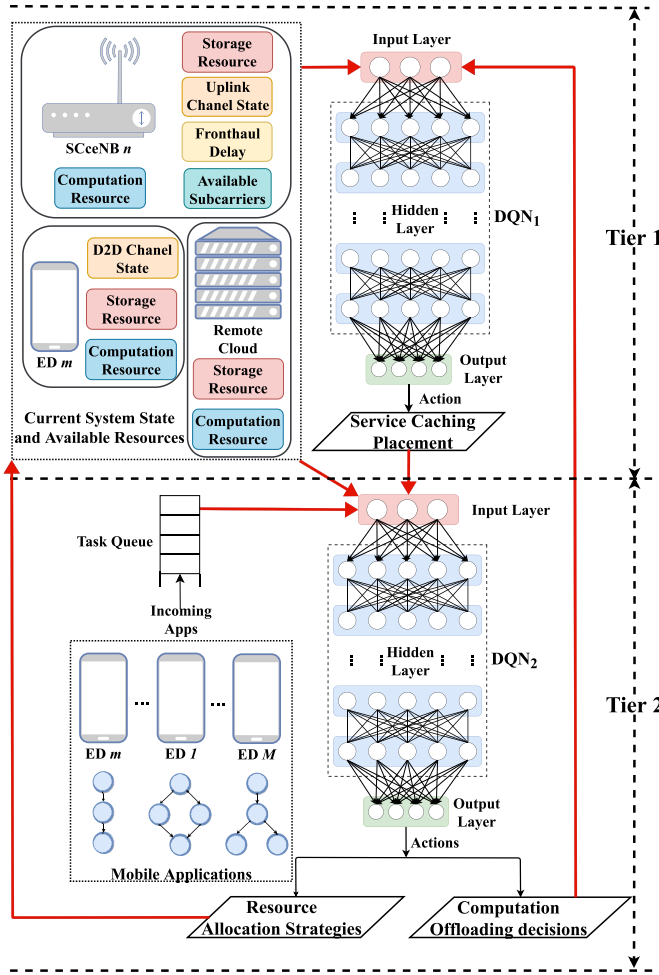 Storage
Resource
Uplink
Chanel State
Fronthaul
Delay
SCceNB n
Computation
Resource
Available
Subcarriers
D2D Chanel
State
Storage
Resource
Computation
Resource
ED m
Remote
Cloud
Storage
Resource
Computation
Resource
Current System State
and Available Resources
Input Layer
Hidden
Layer
DQN1
Output
Layer
Action
Service Caching
Placement
Tier 1
Task Queue
Incoming
Apps
ED m
ED 1
ED M
Mobile Applications
Input Layer
Hidden
Layer
DQN2
Output
Layer
Actions
Resource
Allocation Strategies
Computation
Offloading decisions
Tier 2